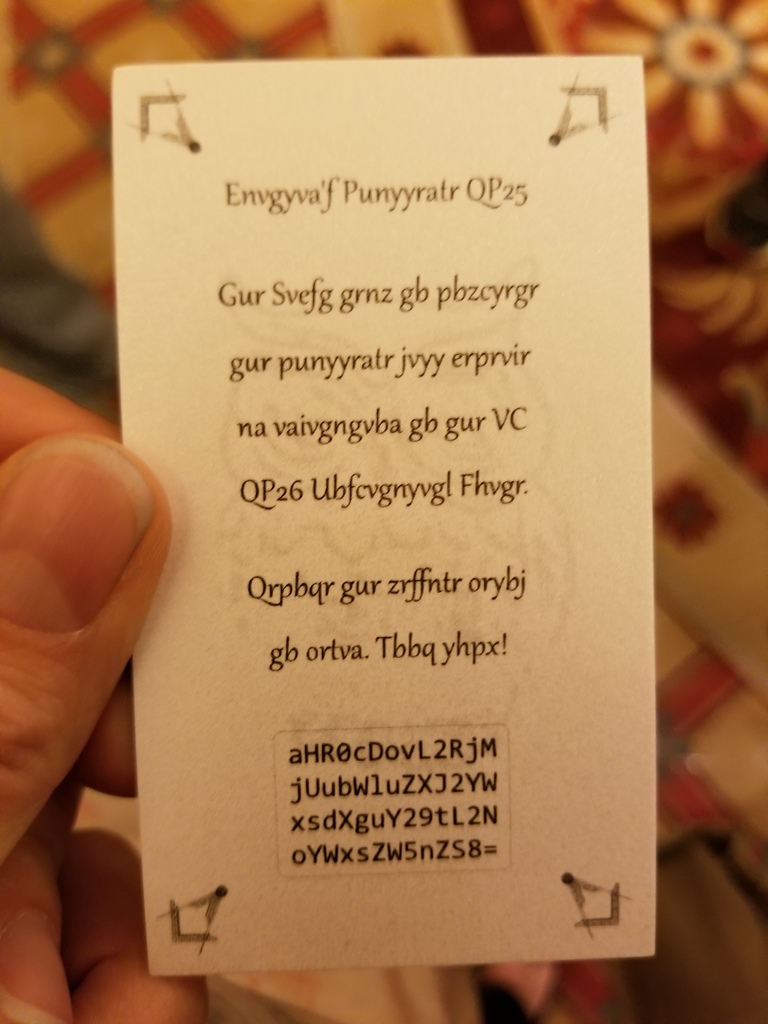 Envgyva'f Punyyratr QP25
Gur Svefg grnz gb pbzcyrgr
gur punyyratr jvyy erprvir
na vaivgngvba gb gur VC
QP26 Ubfcvgnyvgl Fhvgr.
Qrpbqr gur zrffntr orybj
gb ortva. Tbbq yhpx!
aHR0cDovL2RjM
jUubWluZXJ2YW
xsdXguY29tL2N
oYWxsZW5nZS8=